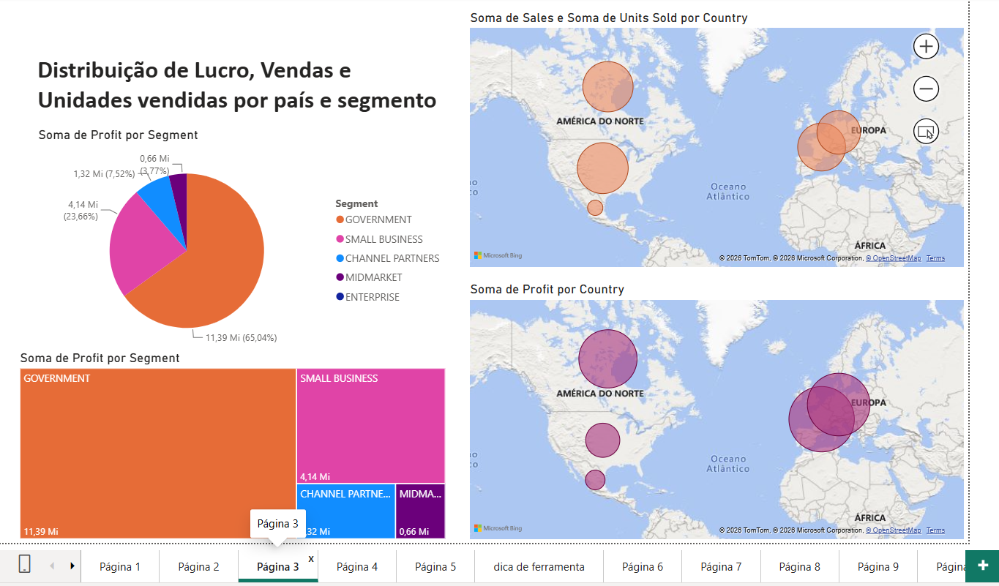 Distribuição de Lucro, Vendas e
Unidades vendidas por país e segmento
Soma de Profit por Segment
0,66 Mi
(3,77%)
1,32 Mi (7,52%)
4,14 Mi
(23,66%)
11,39 Mi (65,04%)
Segment
GOVERNMENT
SMALL BUSINESS
CHANNEL PARTNERS
MIDMARKET
ENTERPRISE
Soma de Profit por Segment
GOVERNMENT
11,39 Mi
SMALL BUSINESS
4,14 Mi
CHANNEL PARTNE...
32 Mi
MIDMA...
0,66 Mi
Soma de Sales e Soma de Units Sold por Country
AMÉRICA DO NORTE
EUROPA
Oceano
Atlântico
ÁFRICA
Microsoft Bing
© 2026 TomTom, © 2026 Microsoft Corporation, © OpenStreetMap Terms
Soma de Profit por Country
AMÉRICA DO NORTE
EUROPA
Oceano
Atlântico
ÁFRICA
Microsoft Bing
© 2026 TomTom, © 2026 Microsoft Corporation, © OpenStreetMap Terms
Página 3
Página 1
Página 2
Página 3
x
Página 4
Página 5
dica de ferramenta
Página 6
Página 7
Página 8
Página 9